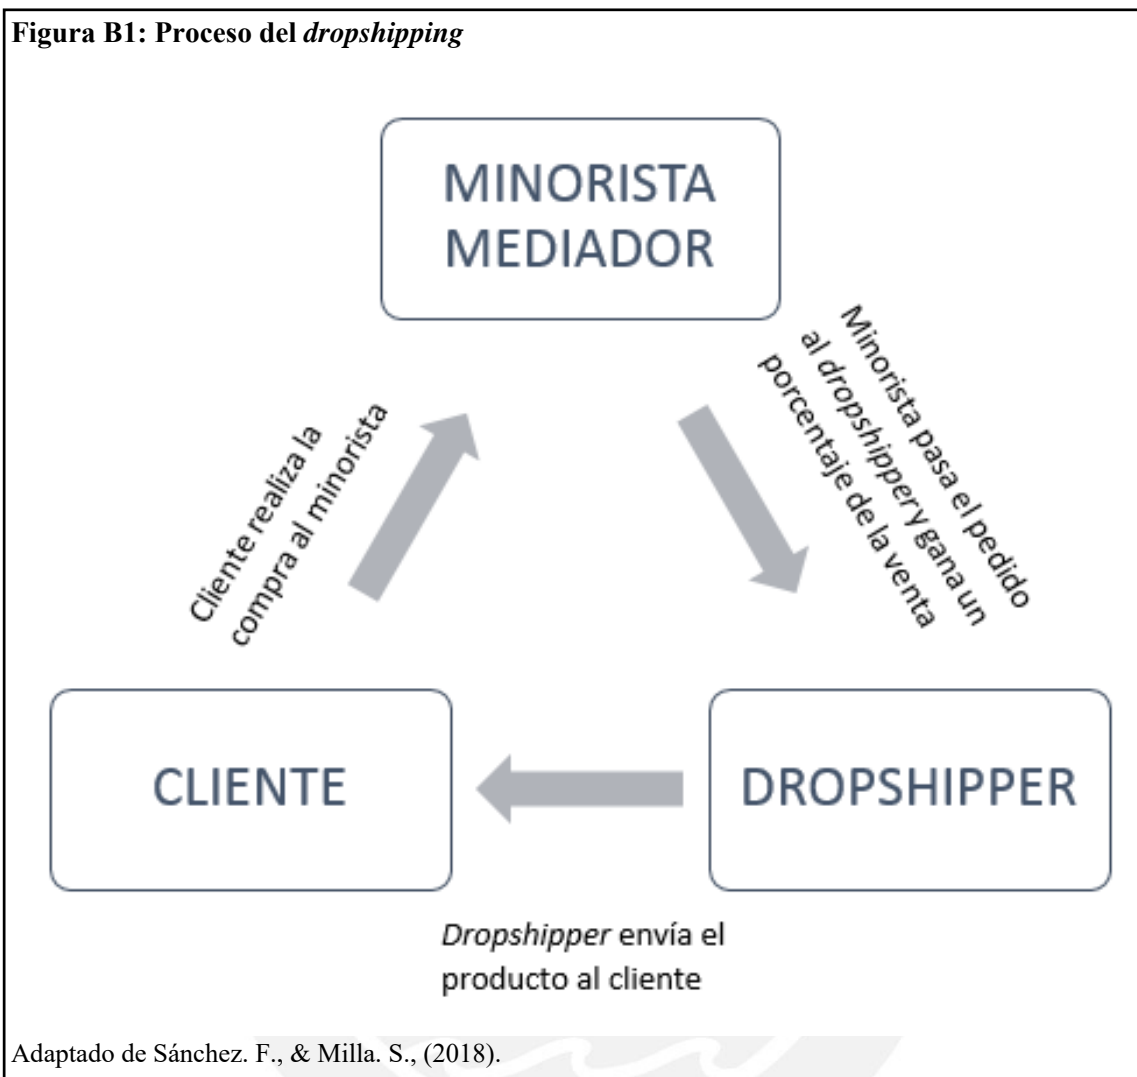 Figura B1: Proceso del dropshipping
MINORISTA
MEDIADOR
Cliente realiza la
compra al minorista
Minorista pasa el pedido
al dropshipper y gana un
porcentaje de la venta
CLIENTE
DROPSHIPPER
Dropshipper envía el
producto al cliente
Adaptado de Sánchez. F., & Milla. S., (2018).